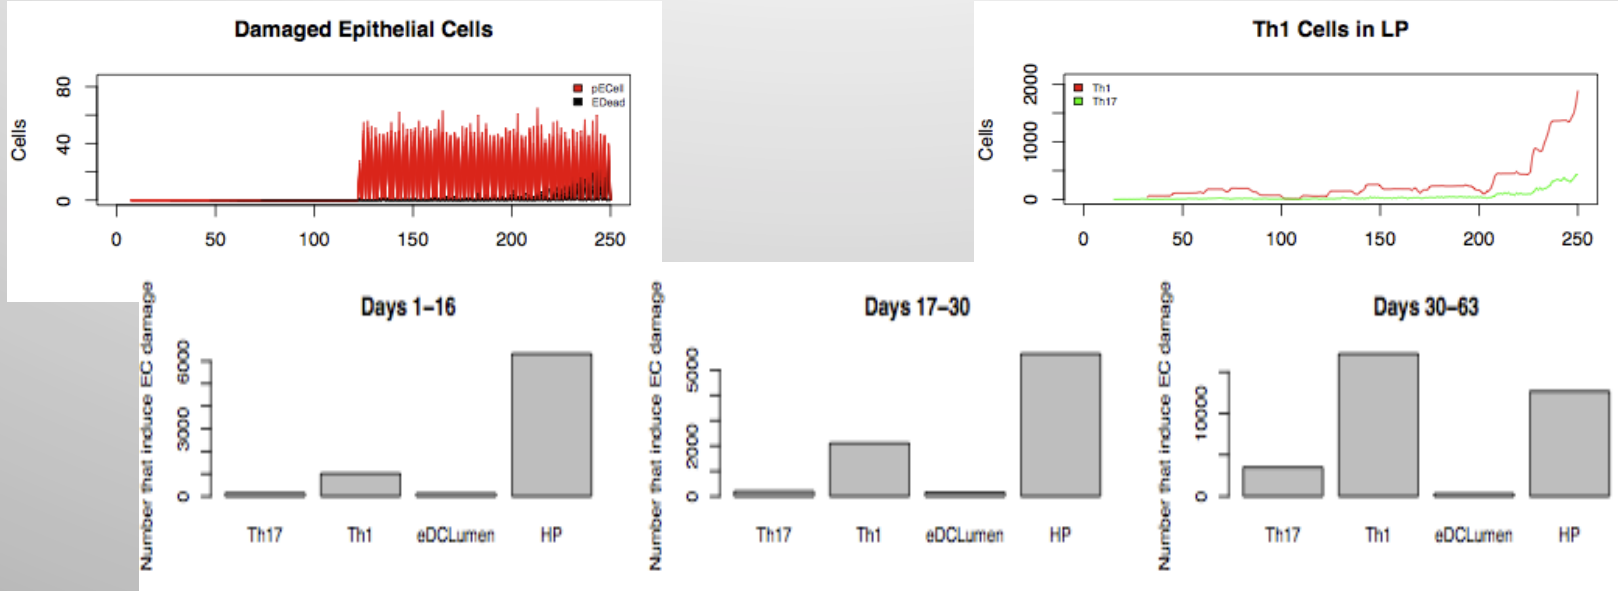 Damaged Epithelial Cells
Cells
80
40
0
pECell
EDead
0 50 100 150 200 250
Th1 Cells in LP
Cells
2000
1000
0
Th1
Th17
0 50 100 150 200 250
Days 1–16
Number that induce EC damage
6000
3000
0
Th17 Th1 eDCLumen HP
Days 17–30
Number that induce EC damage
5000
2000
0
Th17 Th1 eDCLumen HP
Days 30–63
Number that induce EC damage
10000
0
Th17 Th1 eDCLumen HP